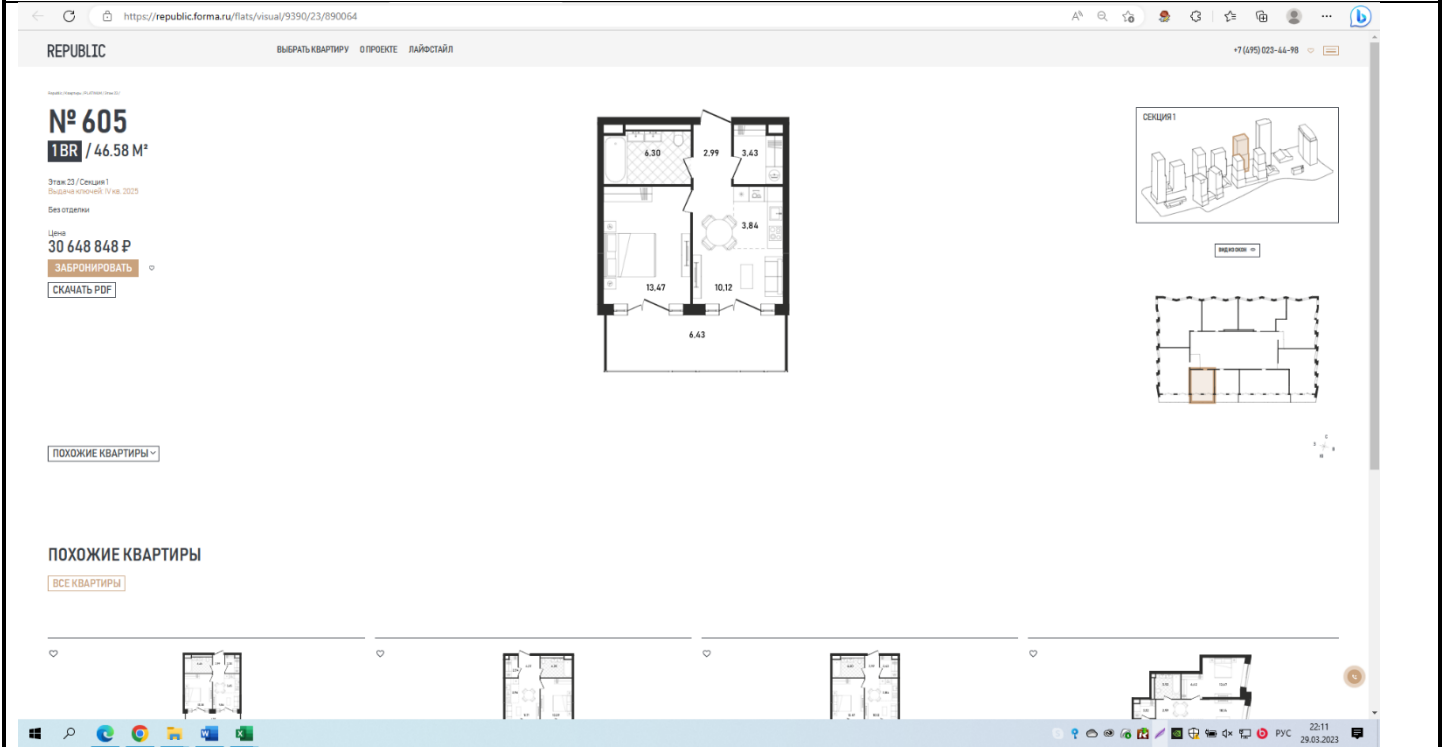 https://republic.forma.ru/flats/visual/9390/23/890064
REPUBLIC
ВЫБРАТЬ КВАРТИРУ О ПРОЕКТЕ ЛАЙФСТАЙЛ
+7 (495) 023-44-98
№ 605
1 BR / 46.58 М²
Этаж 23 / Секция 1
Выдача ключей: IV кв. 2025
Без отделки
Цена
30 648 848 ₽
ЗАБРОНИРОВАТЬ
СКАЧАТЬ PDF
6.30
2.99
3,43
3,84
13,47
10,12
6.43
СЕКЦИЯ 1
ВИД ИЗ ОКОН
ПОХОЖИЕ КВАРТИРЫ
ПОХОЖИЕ КВАРТИРЫ
ВСЕ КВАРТИРЫ
РУС
22:11
29.03.2023